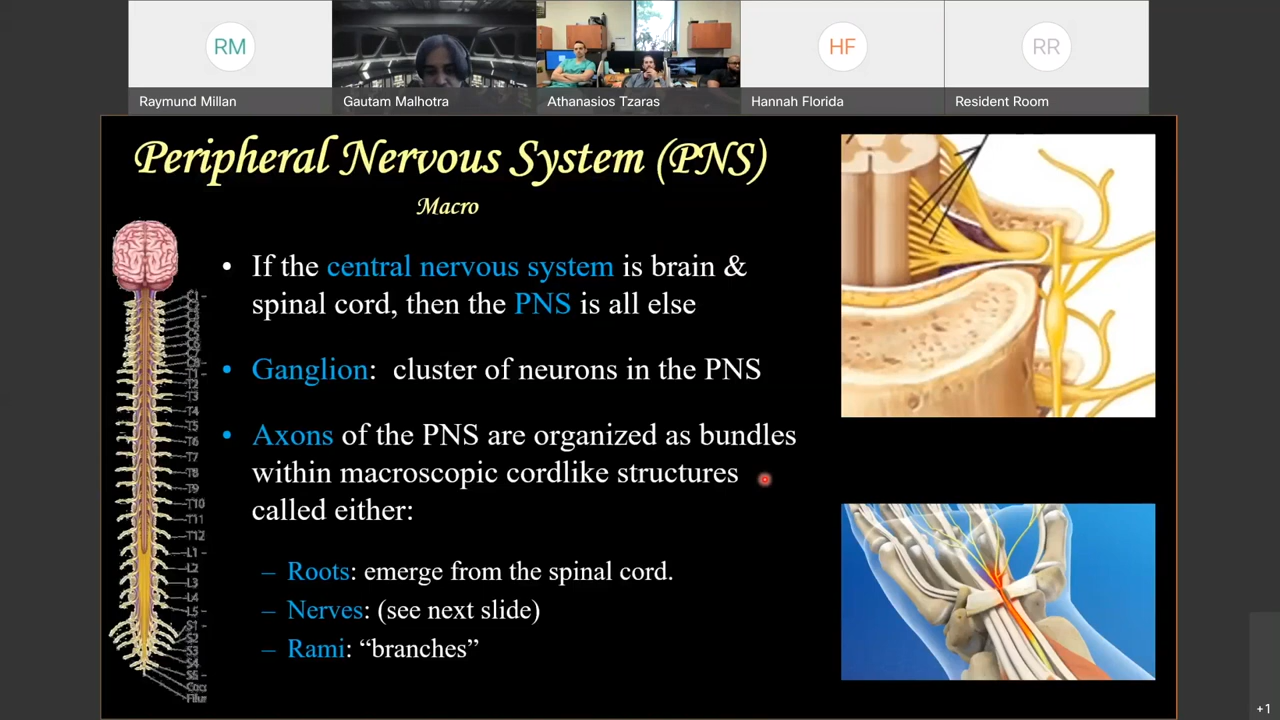 RM
HF
RR
Raymund Millan
Gautam Malhotra
Athanasios Tzaras
Hannah Florida
Resident Room
Peripheral Nervous System (PNS)
Macro
• If the central nervous system is brain &
spinal cord, then the PNS is all else
• Ganglion: cluster of neurons in the PNS
• Axons of the PNS are organized as bundles
within macroscopic cordlike structures
called either:
– Roots: emerge from the spinal cord.
– Nerves: (see next slide)
– Rami: “branches”
C1
T1
T2
T3
T4
T5
T6
T7
T8
T9
T10
T11
T12
L1
L2
L3
L4
L5
S1
S2
S3
S4
S5
+1